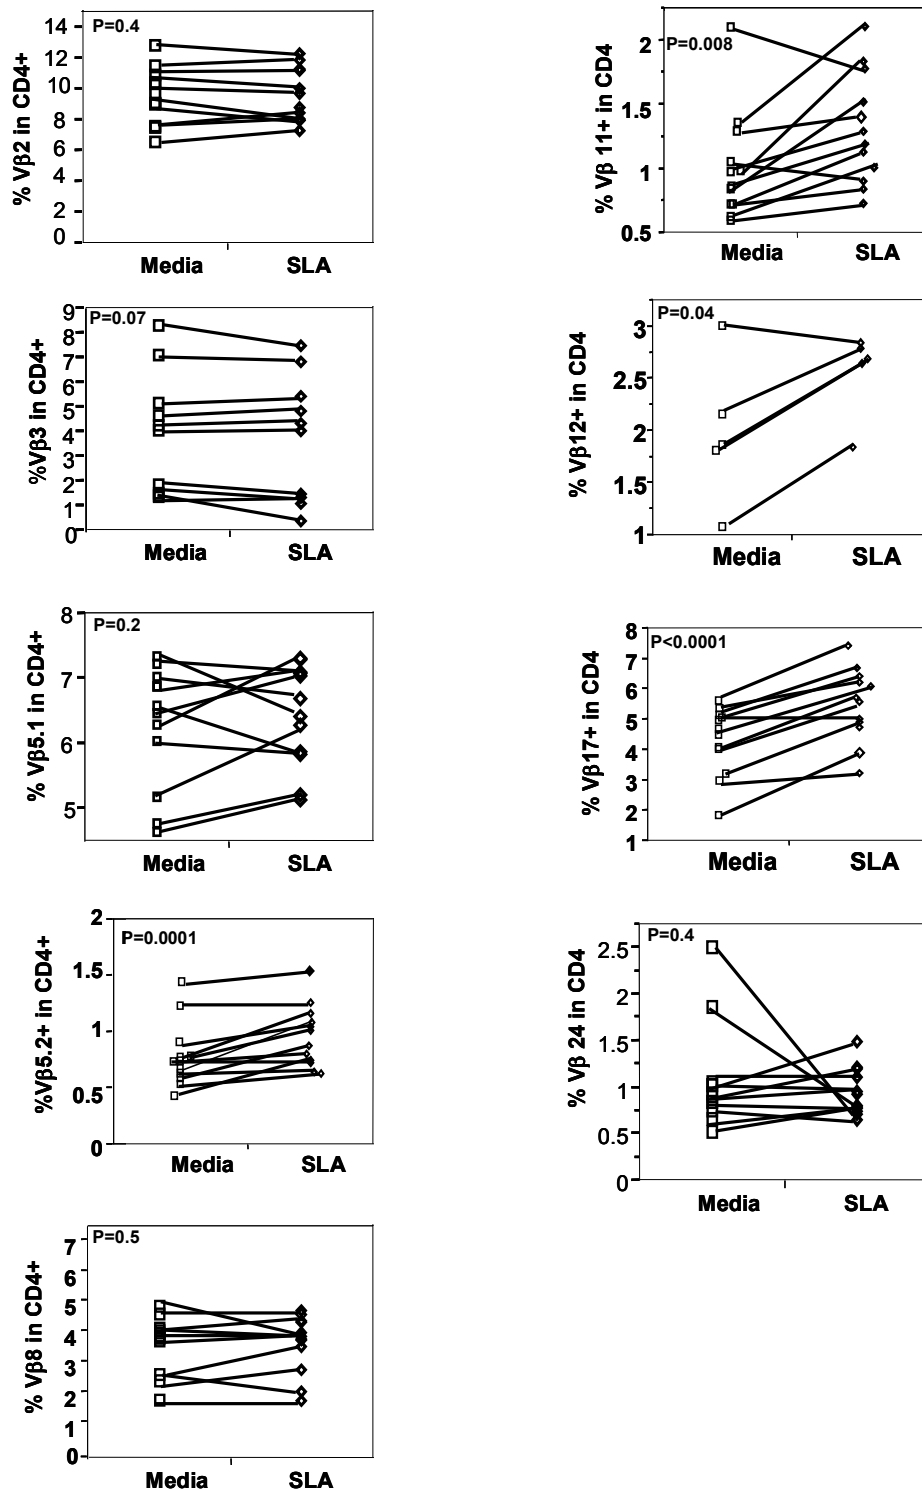 P=0.4
% Vβ2 in CD4+
14
12
10
8
6
4
2
0
Media SLA
P=0.008
% Vβ 11+ in CD4
2
1.5
1
0.5
Media SLA
P=0.07
%Vβ3 in CD4+
9
8
7
6
5
4
3
2
1
0
Media SLA
P=0.04
% Vβ12+ in CD4
3
2.5
2
1.5
1
Media SLA
P=0.2
% Vβ5.1 in CD4+
8
7
6
5
Media SLA
P<0.0001
% Vβ17+ in CD4
8
7
6
5
4
3
2
1
Media SLA
P=0.0001
%Vβ5.2+ in CD4+
2
1.5
1
0.5
0
Media SLA
P=0.4
% Vβ 24 in CD4
2.5
2
1.5
1
0.5
0
Media SLA
P=0.5
% Vβ8 in CD4+
7
6
5
4
3
2
1
0
Media SLA